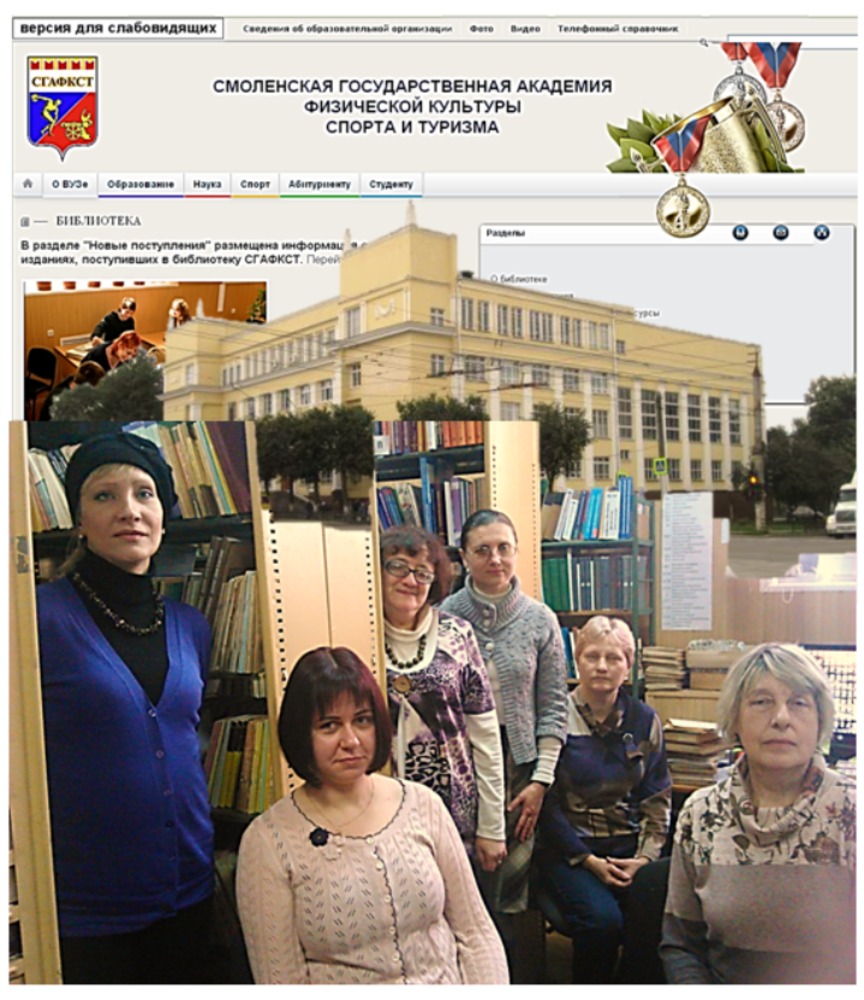 версия для слабовидящих
Сведения об образовательной организации
Фото
Видео
Телефонный справочник
СГАФКСТ
СМОЛЕНСКАЯ ГОСУДАРСТВЕННАЯ АКАДЕМИЯ
ФИЗИЧЕСКОЙ КУЛЬТУРЫ
СПОРТА И ТУРИЗМА
О ВУЗе
Образование
Наука
Спорт
Абитуриенту
Студенту
БИБЛИОТЕКА
В разделе "Новые поступления" размещена
изданиях, поступивших в библиотеку СГАФКСТ.
Разделы
О библиотеке